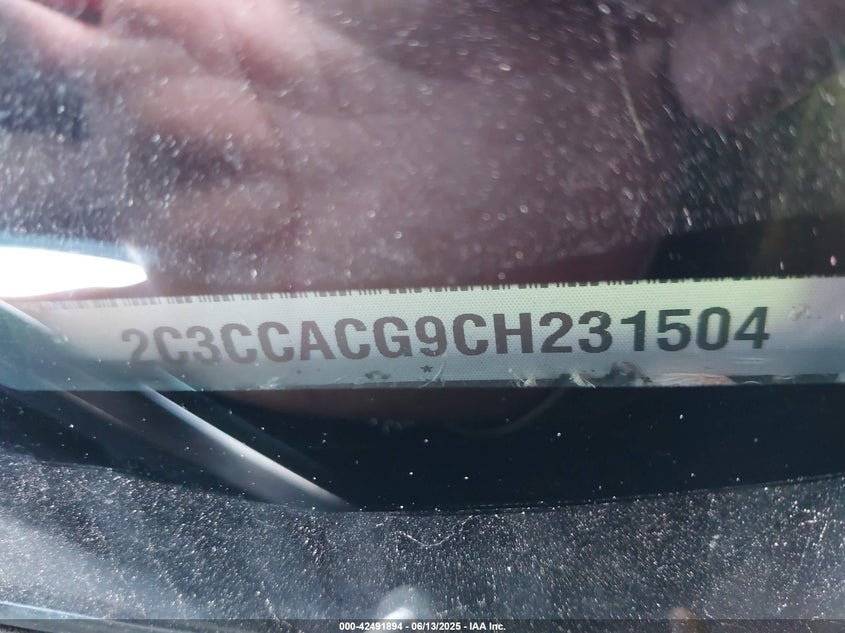 2C3CCACG9CH231504
*
000-42491894 - 06/13/2025 - IAA Inc.